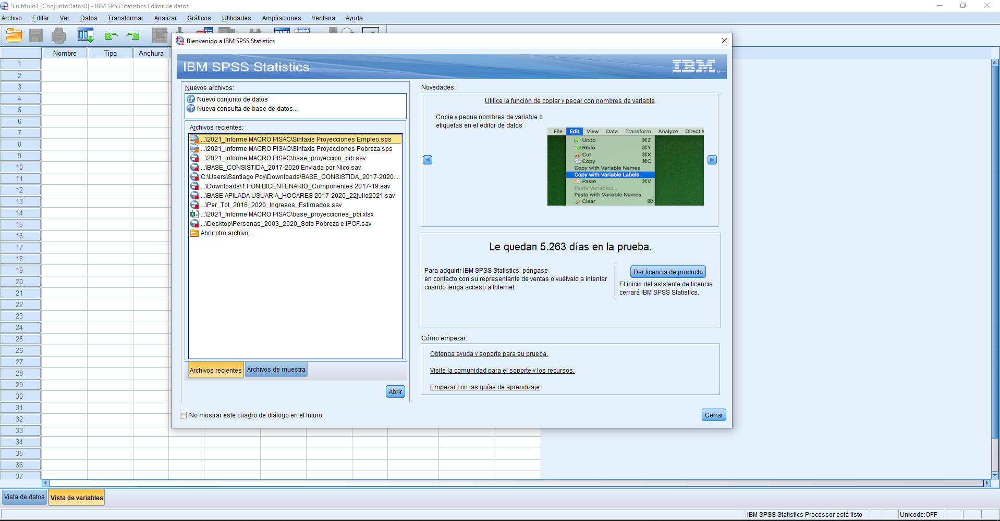 Sin título1 [ConjuntoDatos0] - IBM SPSS Statistics Editor de datos
Archivo Editar Ver Datos Transformar Analizar Gráficos Utilidades Ampliaciones Ventana Ayuda
Nombre Tipo Anchura
1
2
3
4
5
6
7
8
9
10
11
12
13
14
15
16
17
18
19
20
21
22
23
24
25
26
27
28
29
30
31
32
33
34
35
36
37
Bienvenido a IBM SPSS Statistics
IBM SPSS Statistics
IBM
Nuevos archivos:
Nuevo conjunto de datos
Nueva consulta de base de datos...
Archivos recientes:
...\2021_Informe MACRO PISAC\Sintaxis Proyecciones Empleo.sps
...\2021_Informe MACRO PISAC\Sintaxis Proyecciones Pobreza.sps
...\2021_Informe MACRO PISAC\base_proyeccion_pib.sav
...\BASE_CONSISTIDA_2017-2020 Enviada por Nico.sav
C:\Users\Santiago Poy\Downloads\BASE_CONSISTIDA_2017-2020....
...\Downloads\1.PON BICENTENARIO_Componentes 2017-19.sav
...\BASE APILADA USUARIA_HOGARES 2017-2020_22julio2021.sav
...\Per_Tot_2016_2020_Ingresos_Estimados.sav
...\2021_Informe MACRO PISAC\base_proyecciones_pbi.xlsx
...\Desktop\Personas_2003_2020_Solo Pobreza e IPCF.sav
Abrir otro archivo...
Archivos recientes
Archivos de muestra
Abrir
No mostrar este cuadro de diálogo en el futuro
Novedades:
Utilice la función de copiar y pegar con nombres de variable
Copie y pegue nombres de variable o
etiquetas en el editor de datos
File Edit View Data Transform Analyze Direct M
Undo ⌘Z
Redo ⌘Y
Cut ⌘X
Copy ⌘C
Copy with Variable Names
Copy with Variable Labels
Paste ⌘V
Paste Variables...
Paste with Variable Names
Clear ⌦
Le quedan 5.263 días en la prueba.
Para adquirir IBM SPSS Statistics, póngase
en contacto con su representante de ventas o vuélvalo a intentar
cuando tenga acceso a Internet.
Dar licencia de producto
El inicio del asistente de licencia
cerrará IBM SPSS Statistics.
Cómo empezar:
Obtenga ayuda y soporte para su prueba.
Visite la comunidad para el soporte y los recursos.
Empezar con las guías de aprendizaje
Cerrar
Vista de datos
Vista de variables
IBM SPSS Statistics Processor está listo
Unicode:OFF